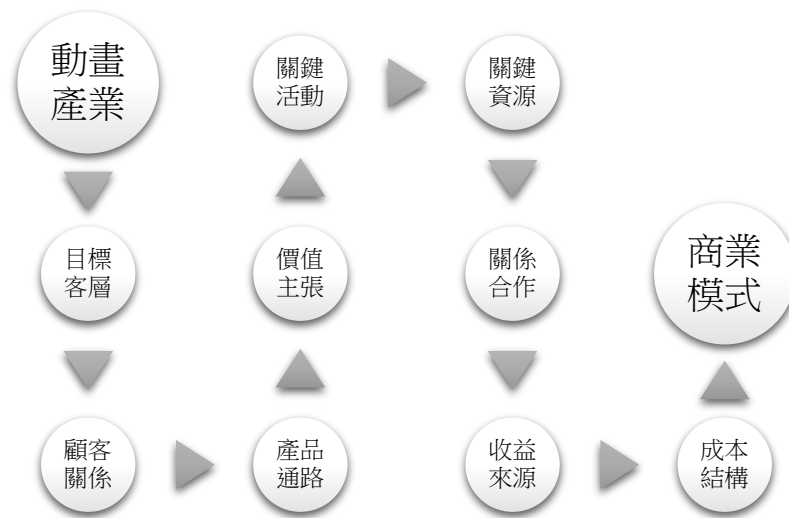 動畫
產業
目標
客層
顧客
關係
產品
通路
價值
主張
關鍵
活動
關鍵
資源
關係
合作
收益
來源
成本
結構
商業
模式